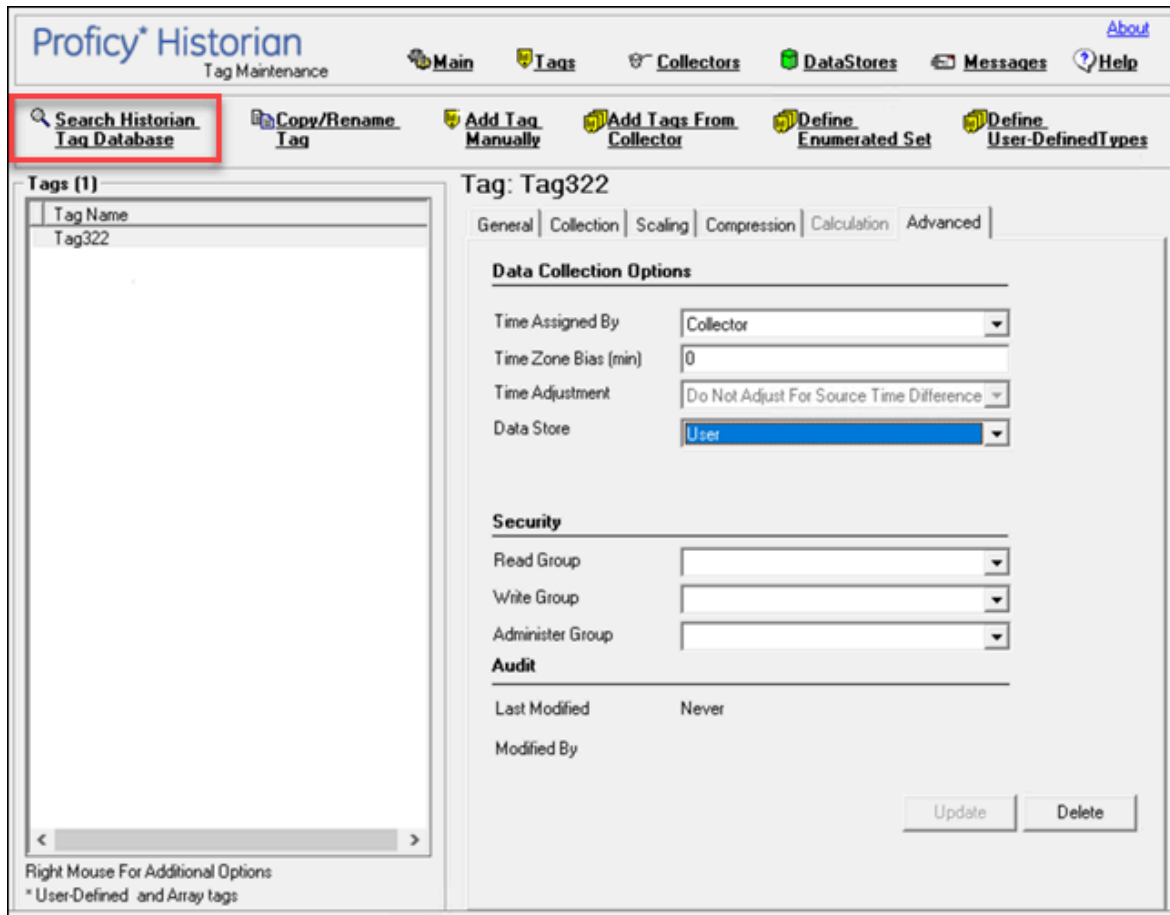 About
Proficy* Historian
Tag Maintenance
Main Tags Collectors DataStores Messages Help
Search Historian Tag Database
Copy/Rename Tag
Add Tag Manually
Add Tags From Collector
Define Enumerated Set
Define User-DefinedTypes
Tags (1)
Tag Name
Tag322
Right Mouse For Additional Options
* User-Defined and Array tags
Tag: Tag322
General Collection Scaling Compression Calculation Advanced
Data Collection Options
Time Assigned By Collector
Time Zone Bias (min) 0
Time Adjustment Do Not Adjust For Source Time Difference
Data Store User
Security
Read Group
Write Group
Administer Group
Audit
Last Modified Never
Modified By
Update Delete